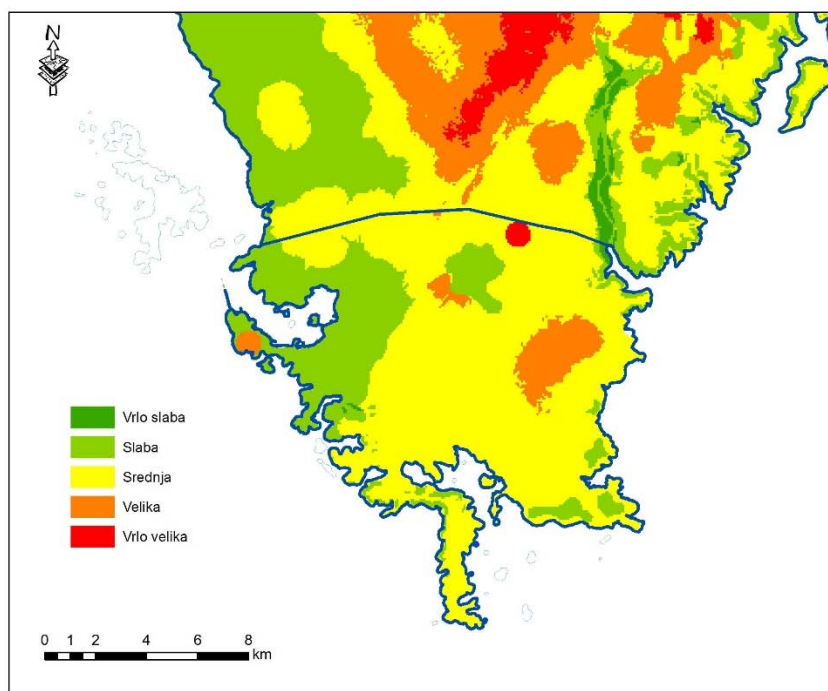 N
Vrlo slaba
Slaba
Srednja
Velika
Vrlo velika
0 1 2 4 6 8
km